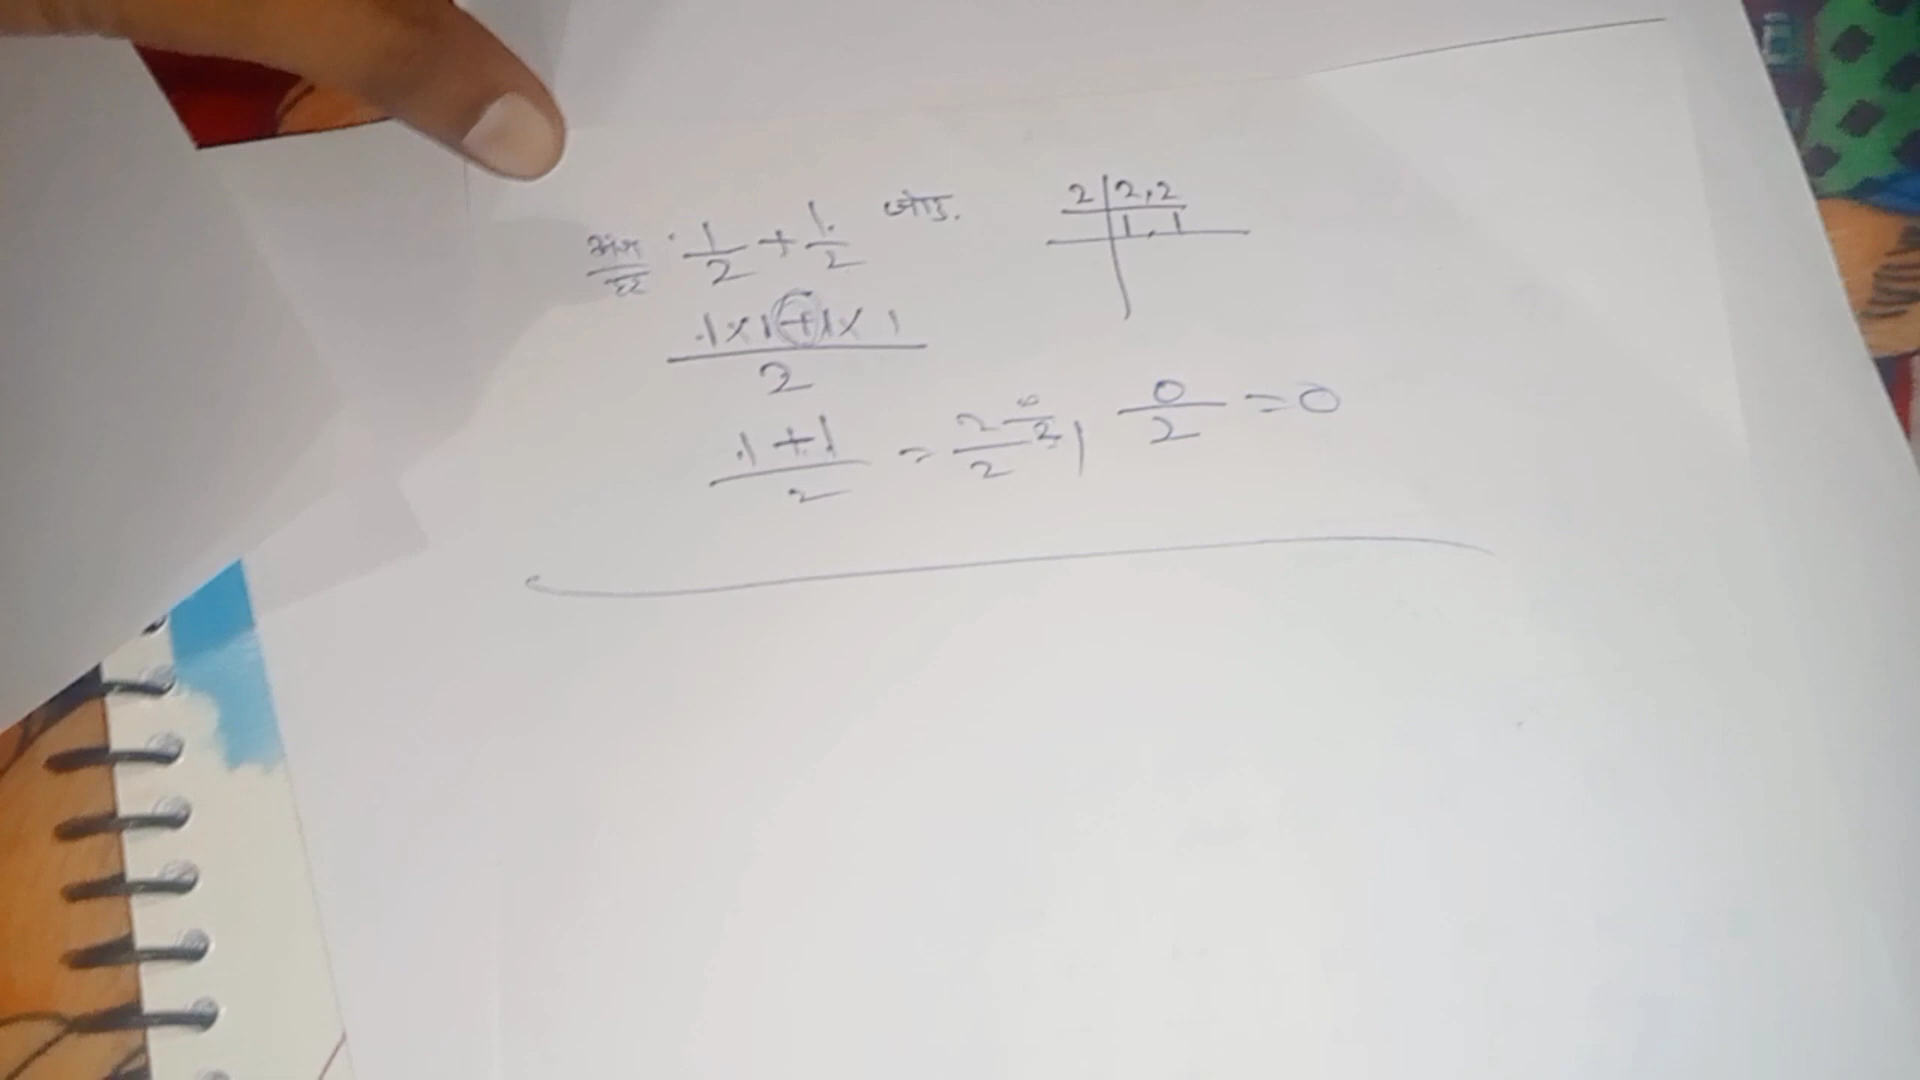 अंश/हर 1/2 + 1/2 जोड़.
2 | 2, 2
1, 1
1 x 1 + 1 x 1 / 2
1 + 1 / 2 = 2/2
0/2 = 0